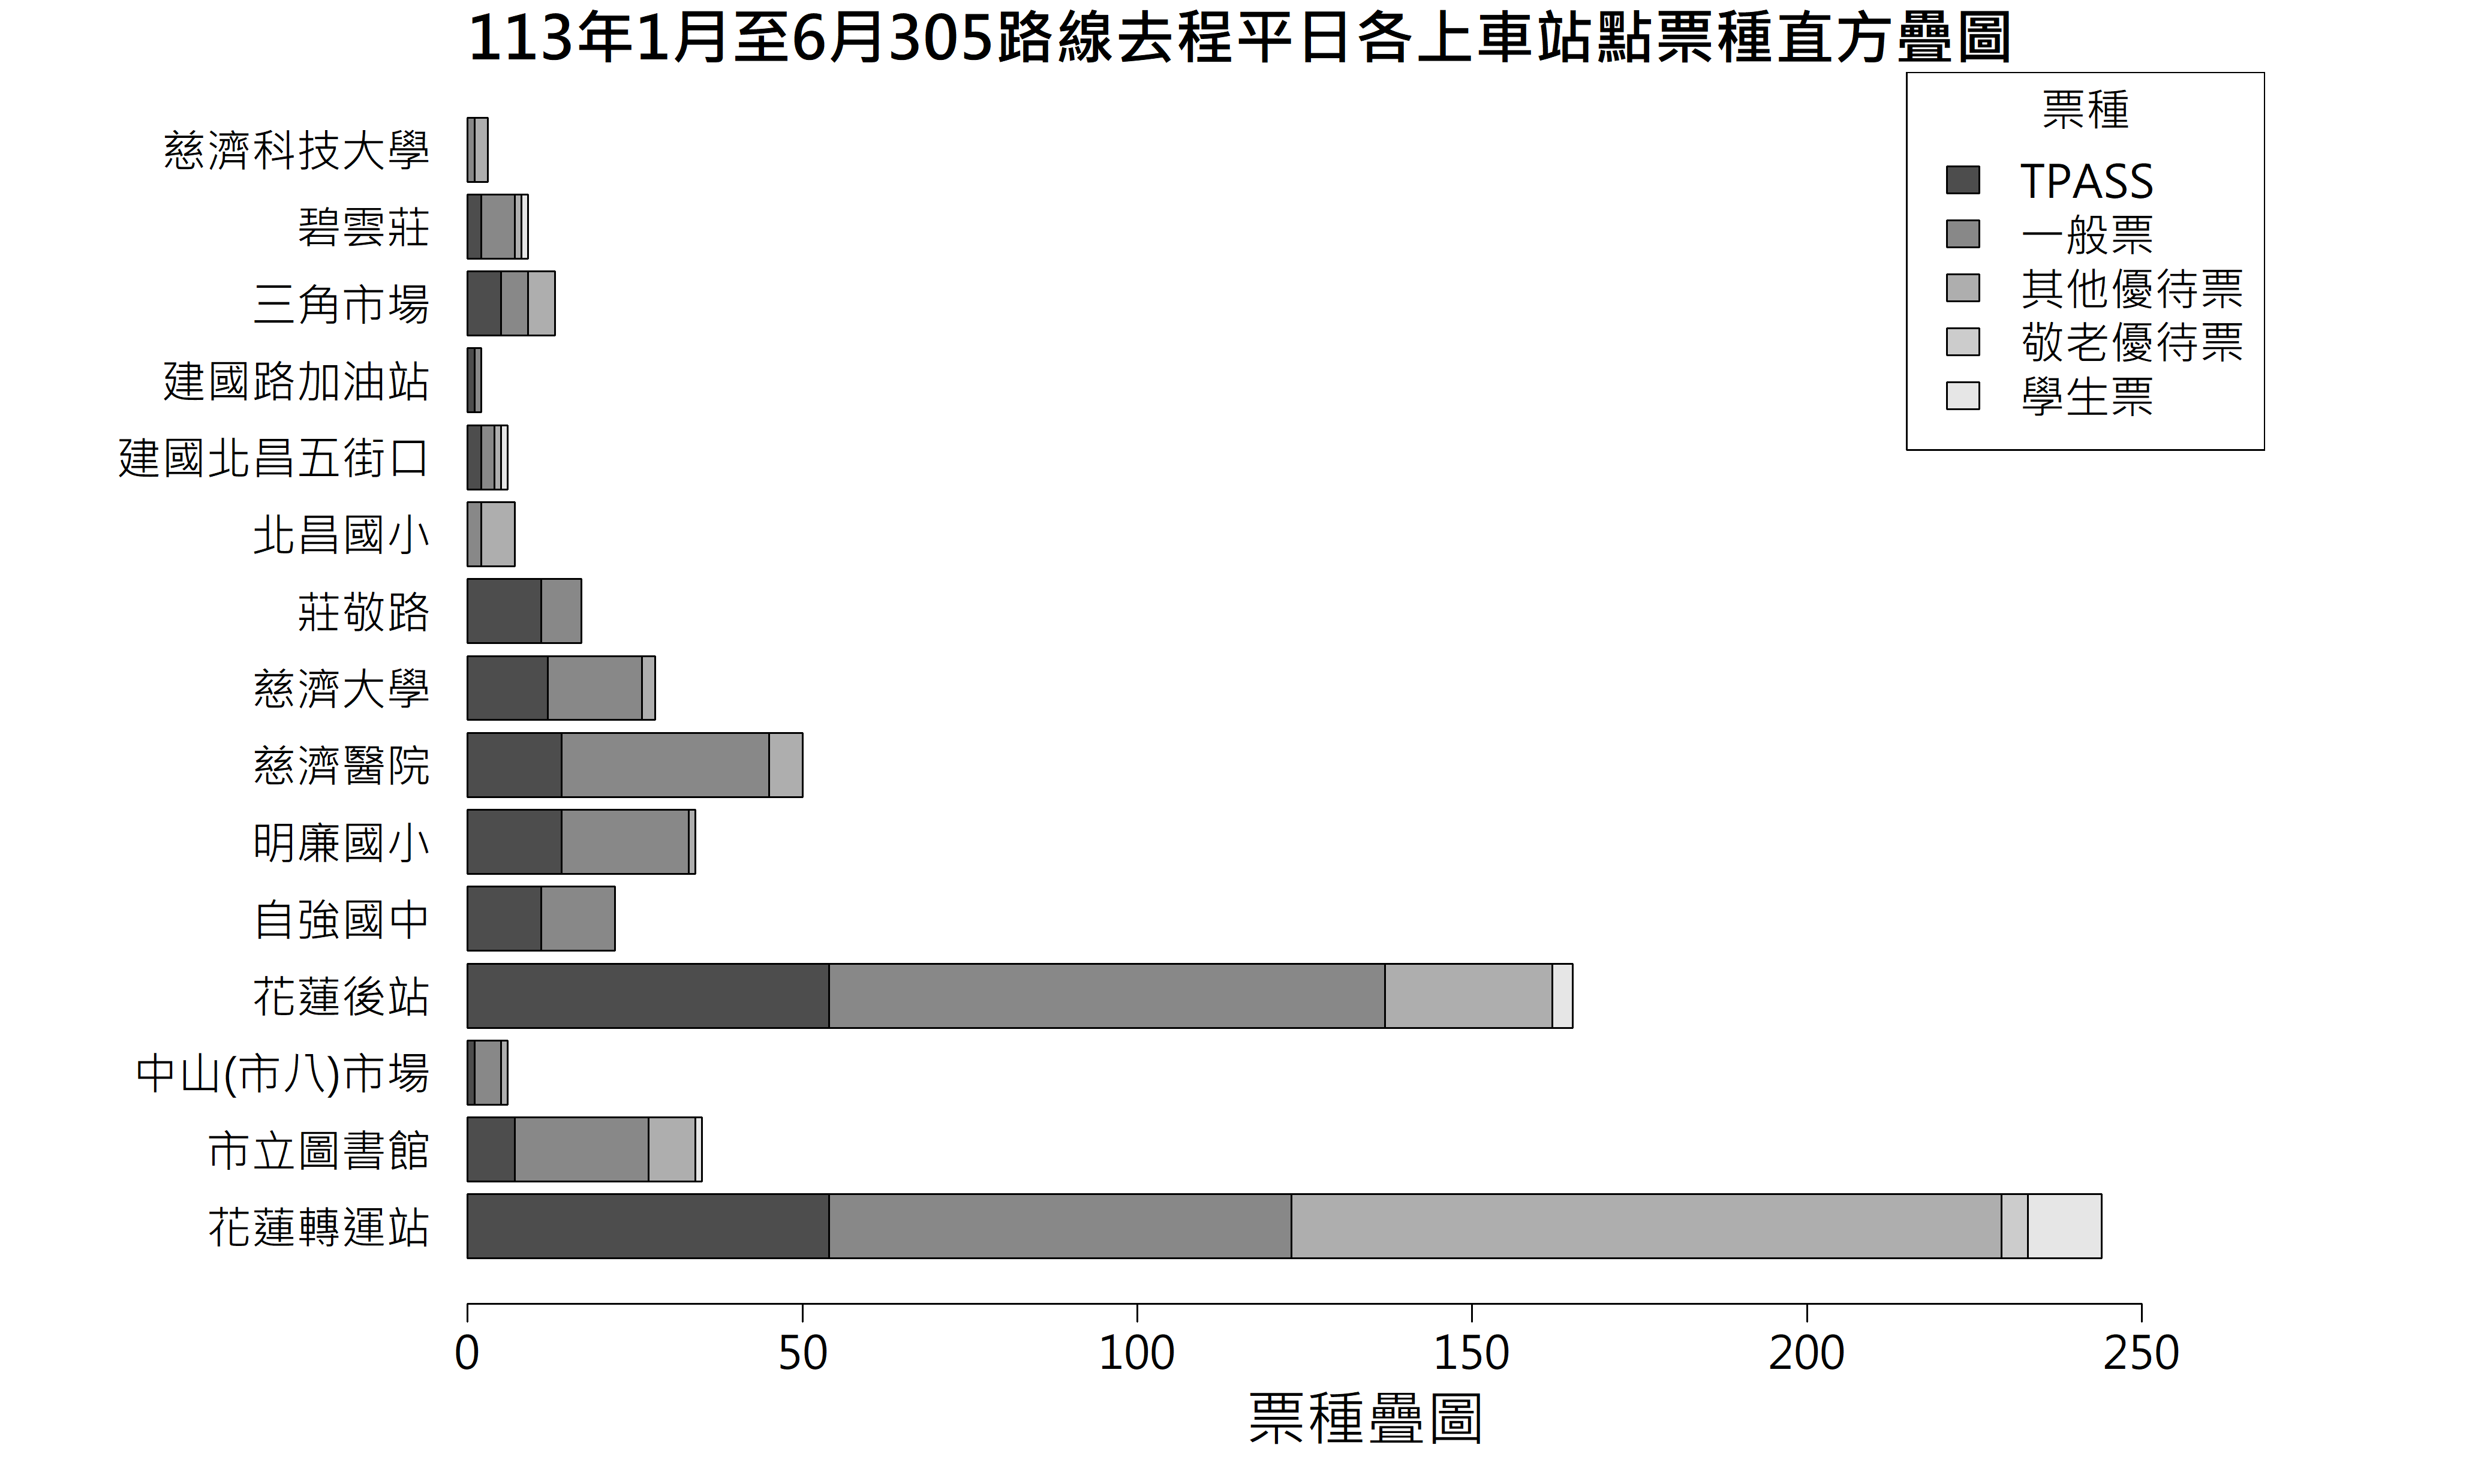 113年1月至6月305路線去程平日各上車站點票種直方疊圖
票種
TPASS
一般票
其他優待票
敬老優待票
學生票
慈濟科技大學
碧雲莊
三角市場
建國路加油站
建國北昌五街口
北昌國小
莊敬路
慈濟大學
慈濟醫院
明廉國小
自強國中
花蓮後站
中山(市八)市場
市立圖書館
花蓮轉運站
0 50 100 150 200 250
票種疊圖